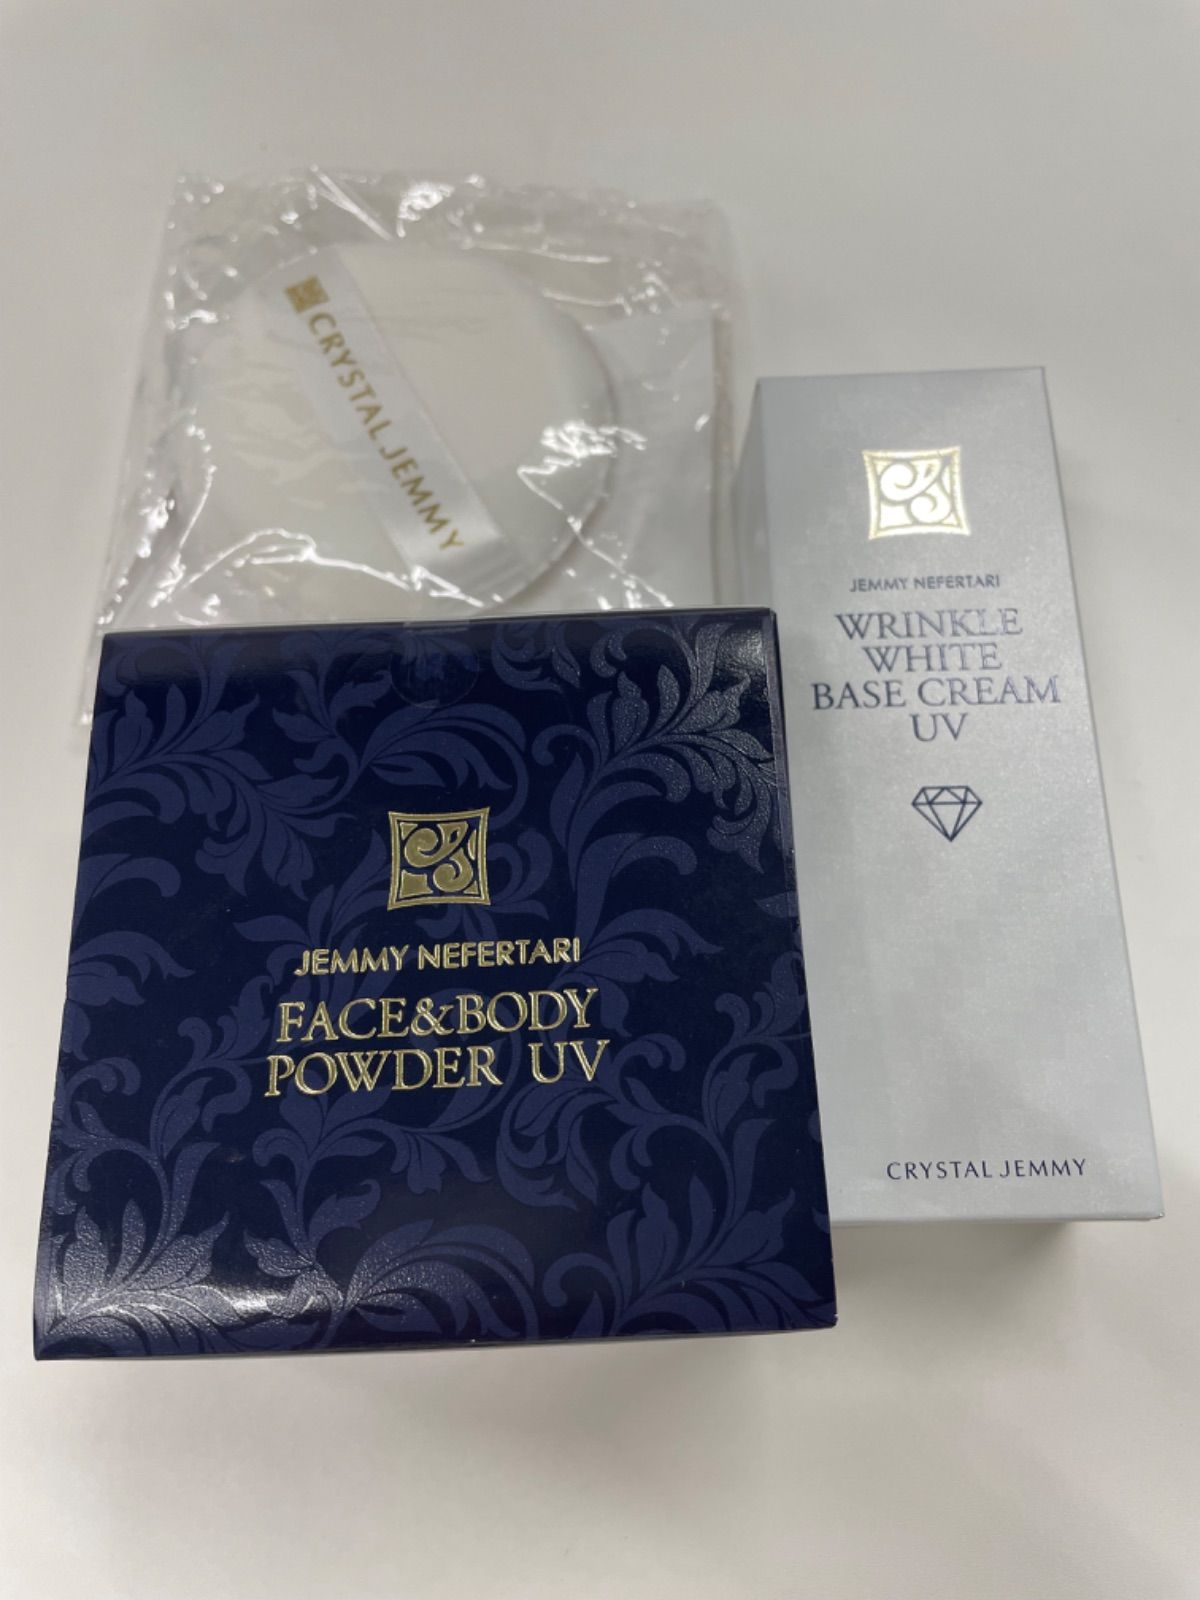 CRYSTAL JEMMY
JEMMY NEFERTARI
WRINKLE
WHITE
BASE CREAM
UV
CRYSTAL JEMMY
JEMMY NEFERTARI
FACE&BODY
POWDER UV